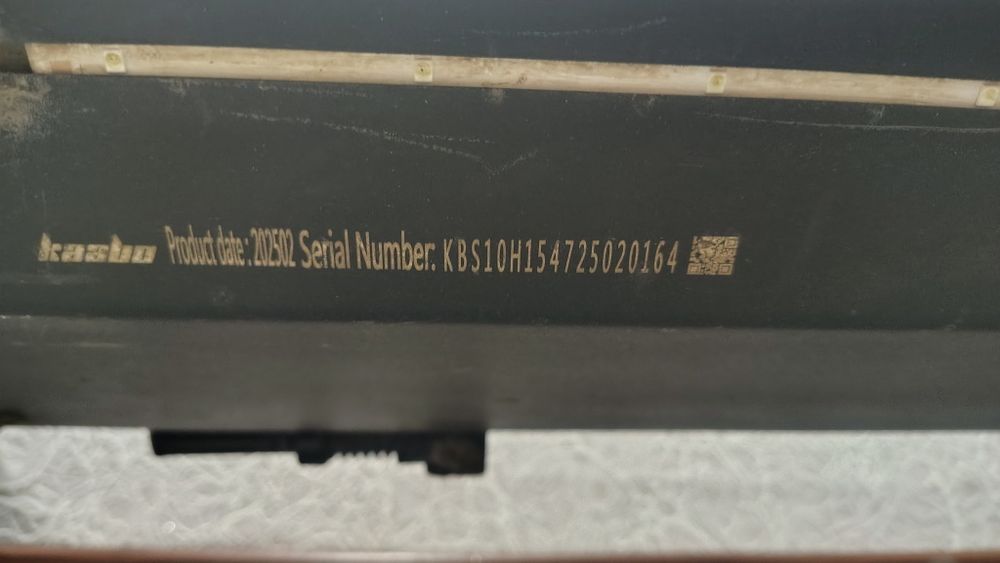 kasbo Product date: 202502 Serial Number: KBS10H154725020164